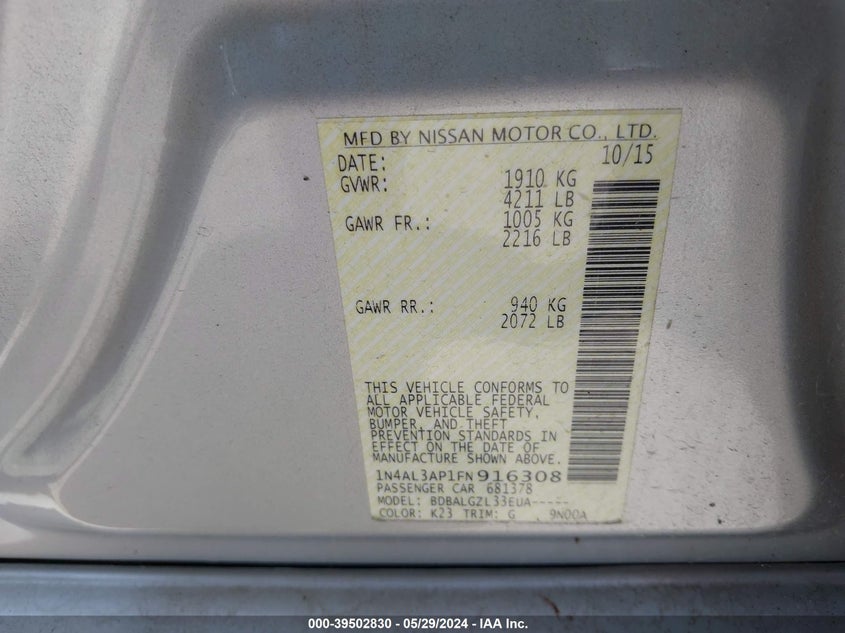 MFD BY NISSAN MOTOR CO., LTD.
DATE: 10/15
GVWR: 1910 KG
4211 LB
GAWR FR.: 1005 KG
2216 LB
GAWR RR.: 940 KG
2072 LB
THIS VEHICLE CONFORMS TO
ALL APPLICABLE FEDERAL
MOTOR VEHICLE SAFETY,
BUMPER, AND THEFT
PREVENTION STANDARDS IN
EFFECT ON THE DATE OF
MANUFACTURE SHOWN ABOVE.
1N4AL3AP1FN916308
PASSENGER CAR 681378
MODEL: BDBALGZL33EUA-----
COLOR: K23 TRIM: G 9N00A
000-39502830 - 05/29/2024 - IAA Inc.